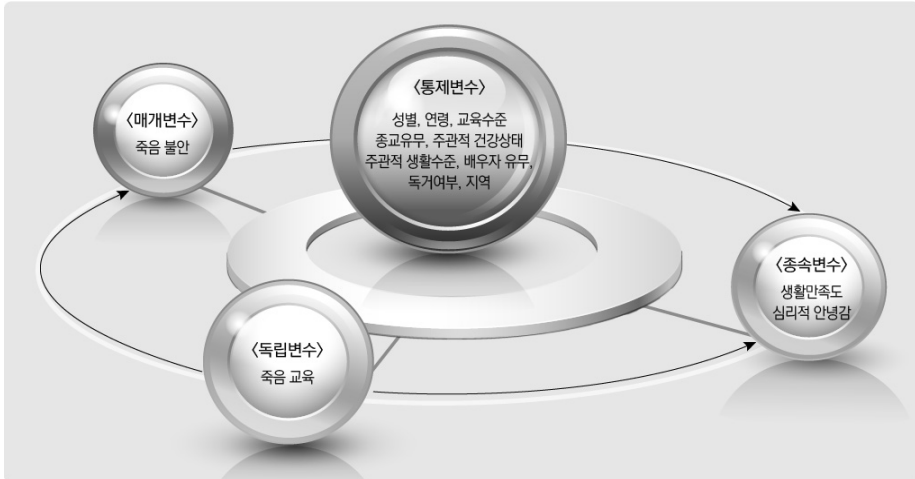 〈통제변수〉
성별, 연령, 교육수준
종교유무, 주관적 건강상태
주관적 생활수준, 배우자 유무,
독거여부, 지역
〈매개변수〉
죽음 불안
〈종속변수〉
생활만족도
심리적 안녕감
〈독립변수〉
죽음 교육